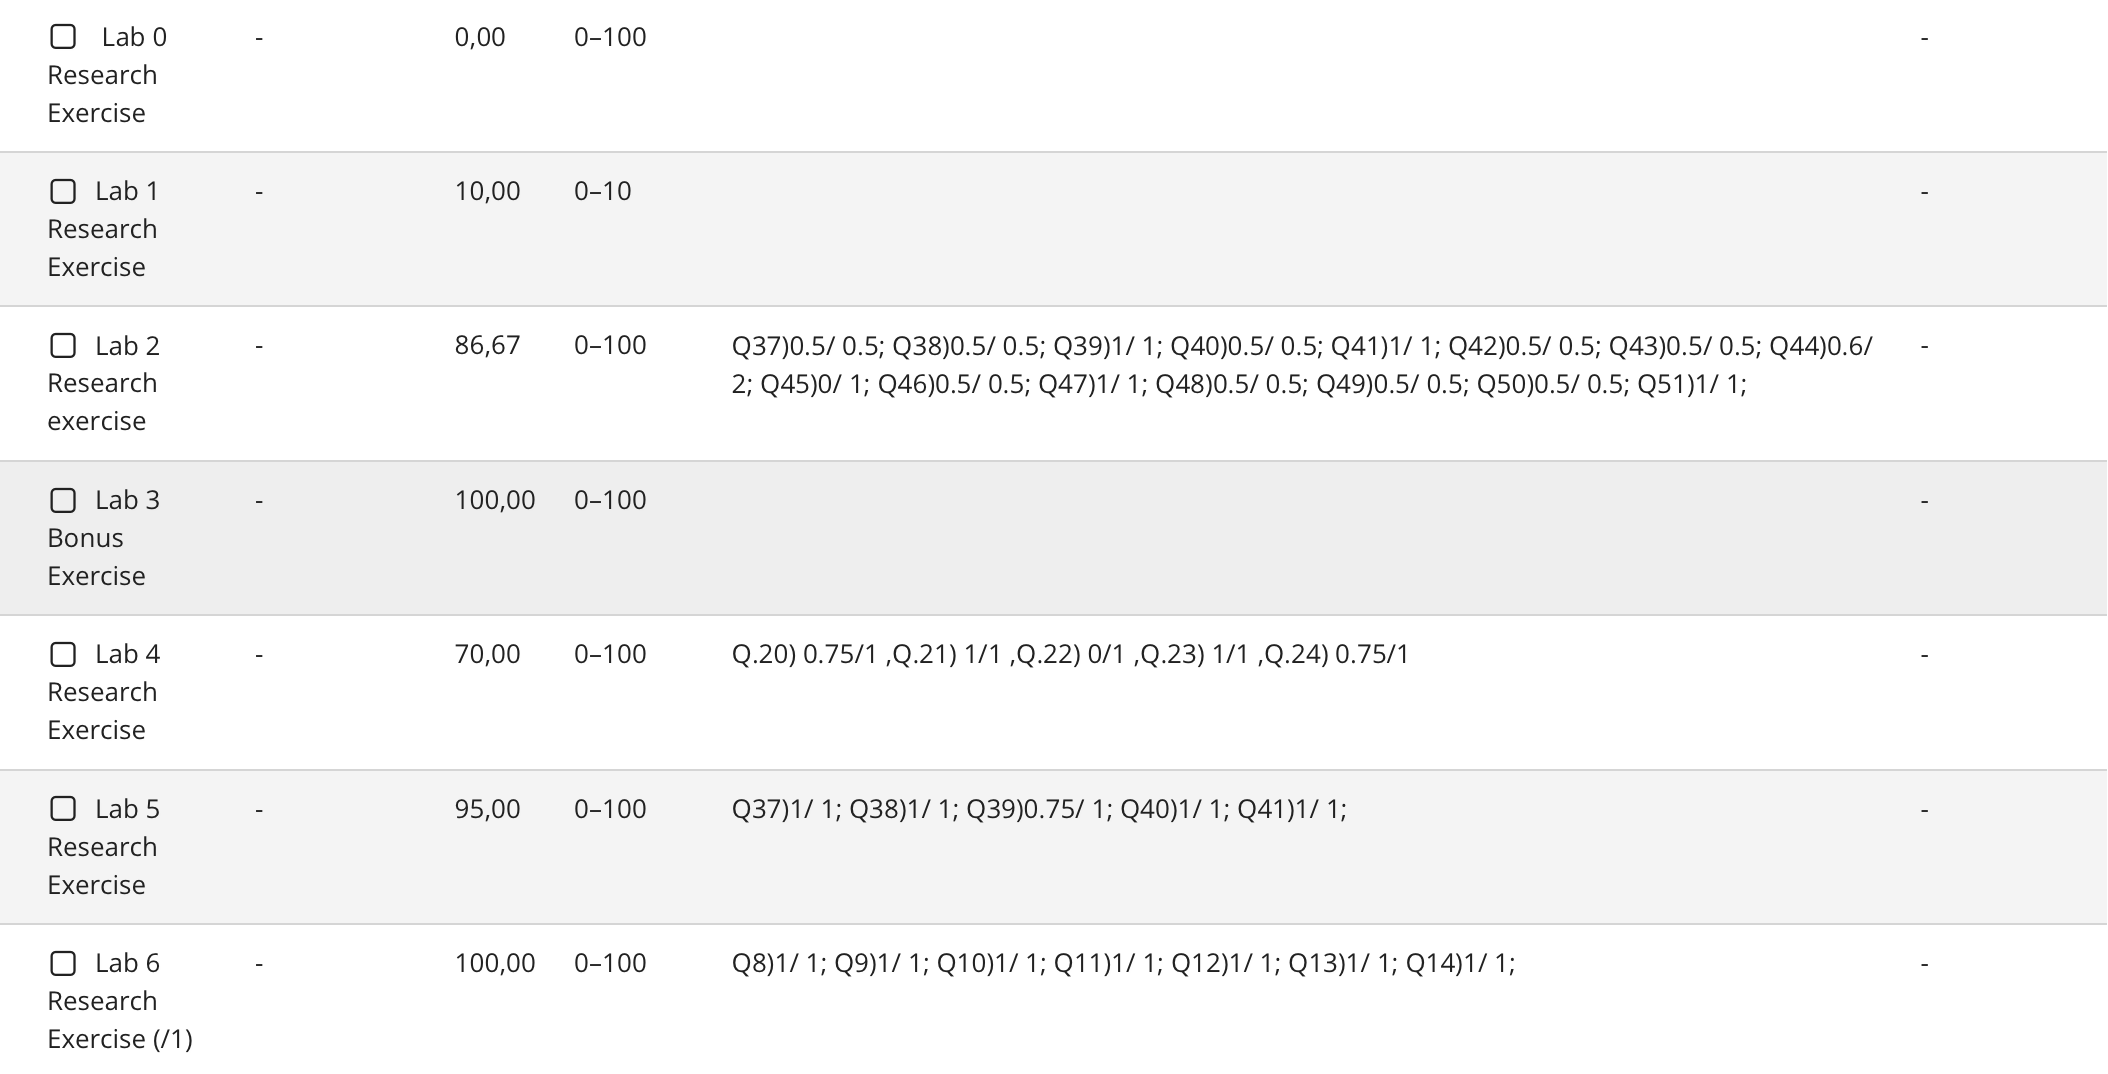 Lab 0 - 0,00 0–100 -
Research
Exercise
Lab 1 - 10,00 0–10 -
Research
Exercise
Lab 2 - 86,67 0–100 Q37)0.5/ 0.5; Q38)0.5/ 0.5; Q39)1/ 1; Q40)0.5/ 0.5; Q41)1/ 1; Q42)0.5/ 0.5; Q43)0.5/ 0.5; Q44)0.6/ -
Research 2; Q45)0/ 1; Q46)0.5/ 0.5; Q47)1/ 1; Q48)0.5/ 0.5; Q49)0.5/ 0.5; Q50)0.5/ 0.5; Q51)1/ 1;
exercise
Lab 3 - 100,00 0–100 -
Bonus
Exercise
Lab 4 - 70,00 0–100 Q.20) 0.75/1 ,Q.21) 1/1 ,Q.22) 0/1 ,Q.23) 1/1 ,Q.24) 0.75/1 -
Research
Exercise
Lab 5 - 95,00 0–100 Q37)1/ 1; Q38)1/ 1; Q39)0.75/ 1; Q40)1/ 1; Q41)1/ 1; -
Research
Exercise
Lab 6 - 100,00 0–100 Q8)1/ 1; Q9)1/ 1; Q10)1/ 1; Q11)1/ 1; Q12)1/ 1; Q13)1/ 1; Q14)1/ 1; -
Research
Exercise (/1)